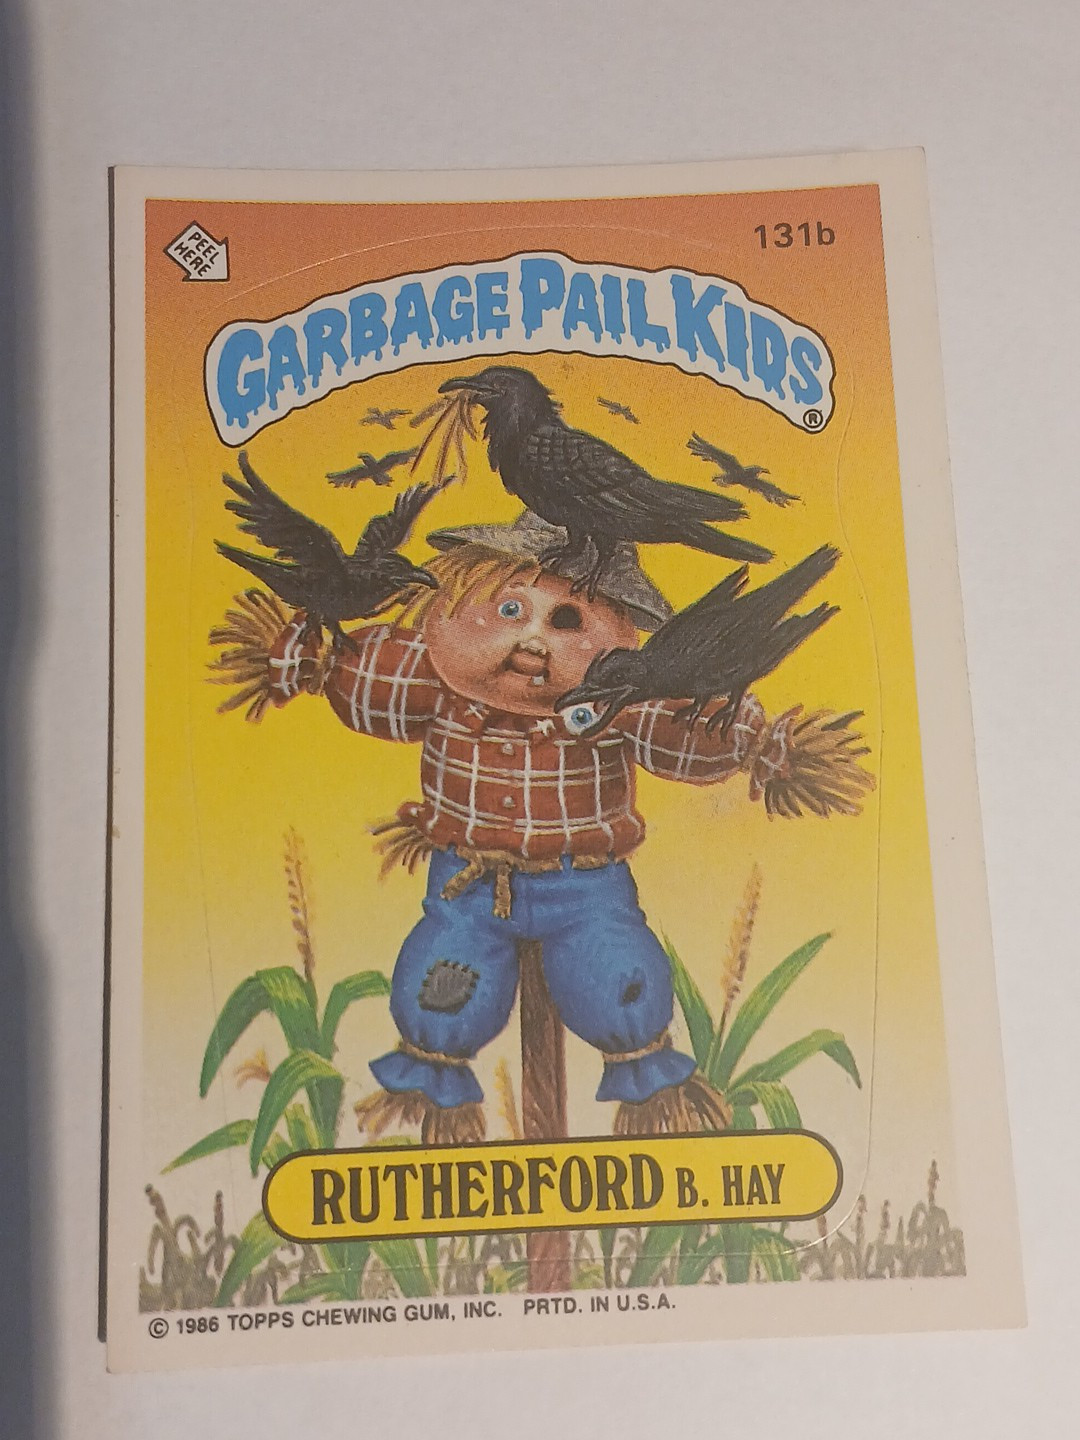 PEEL
HERE
131b
GARBAGE PAIL KIDS
®
RUTHERFORD B. HAY
© 1986 TOPPS CHEWING GUM, INC. PRTD. IN U.S.A.